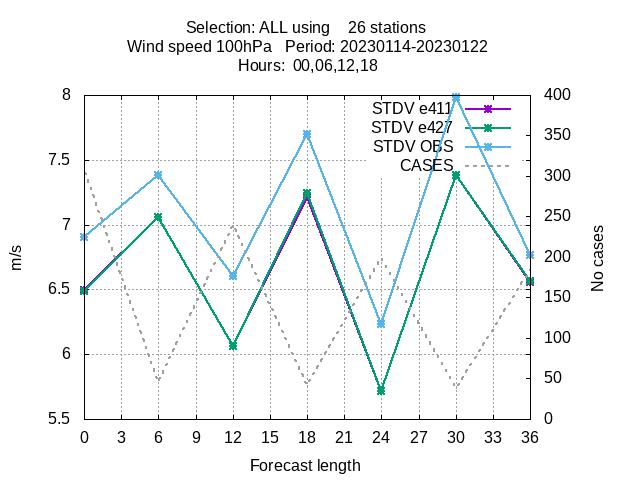 Selection: ALL using 26 stations
Wind speed 100hPa Period: 20230114-20230122
Hours: 00,06,12,18
STDV e411
STDV e427
STDV OBS
CASES
8
7.5
7
6.5
6
5.5
m/s
400
350
300
250
200
150
100
50
0
No cases
0 3 6 9 12 15 18 21 24 27 30 33 36
Forecast length